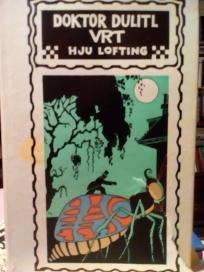 DOKTOR DULITL
VRT
HJU LOFTING